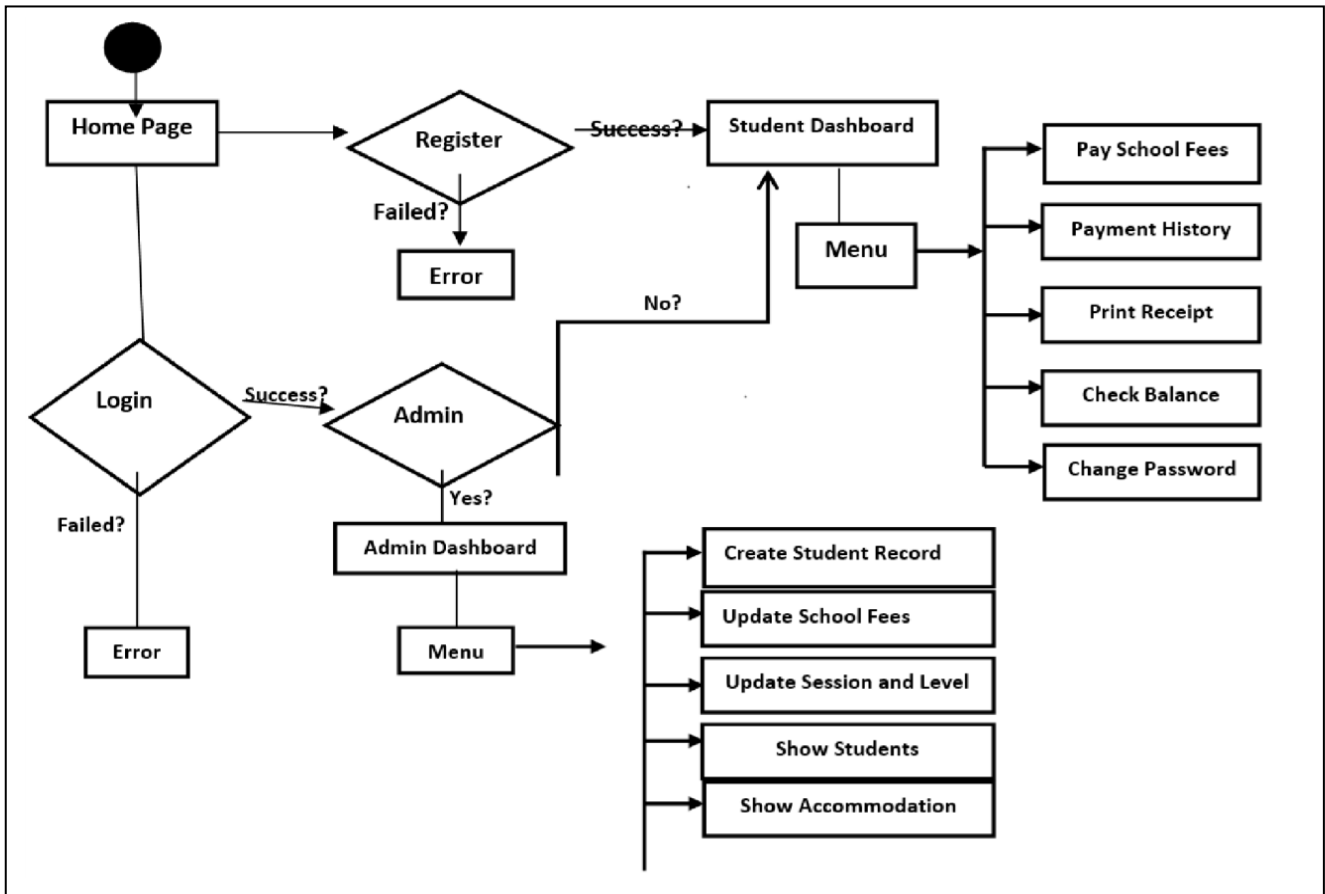 Home Page
Register
Success?
Student Dashboard
Pay School Fees
Failed?
Payment History
Menu
Error
No?
Print Receipt
Login
Success?
Admin
Check Balance
Change Password
Failed?
Yes?
Admin Dashboard
Create Student Record
Update School Fees
Error
Menu
Update Session and Level
Show Students
Show Accommodation